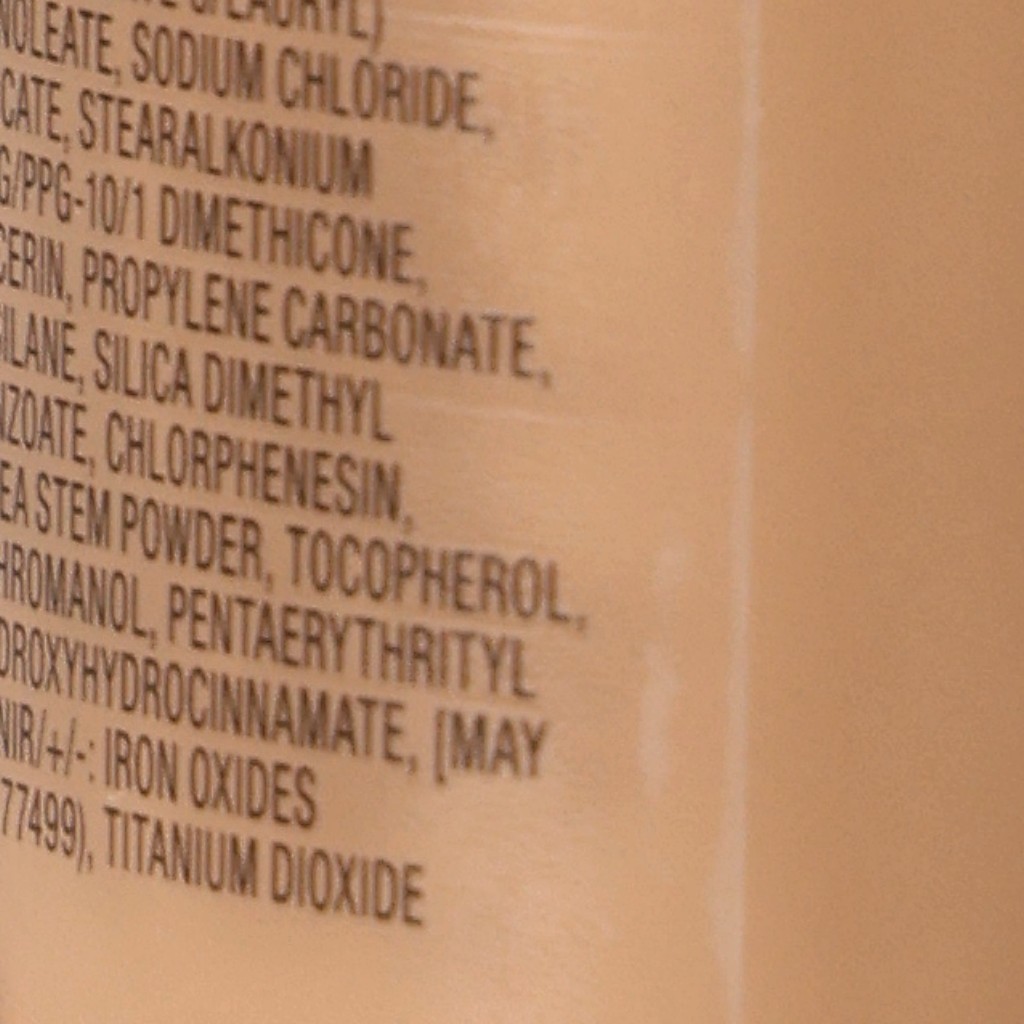 NOLEATE, SODIUM CHLORIDE,
CATE, STEARALKONIUM
G/PPG-10/1 DIMETHICONE,
CERIN, PROPYLENE CARBONATE,
ILANE, SILICA DIMETHYL
NZOATE, CHLORPHENESIN,
EA STEM POWDER, TOCOPHEROL,
HROMANOL, PENTAERYTHRITYL
DROXYHYDROCINNAMATE, [MAY
NIR/+/-: IRON OXIDES
77499), TITANIUM DIOXIDE